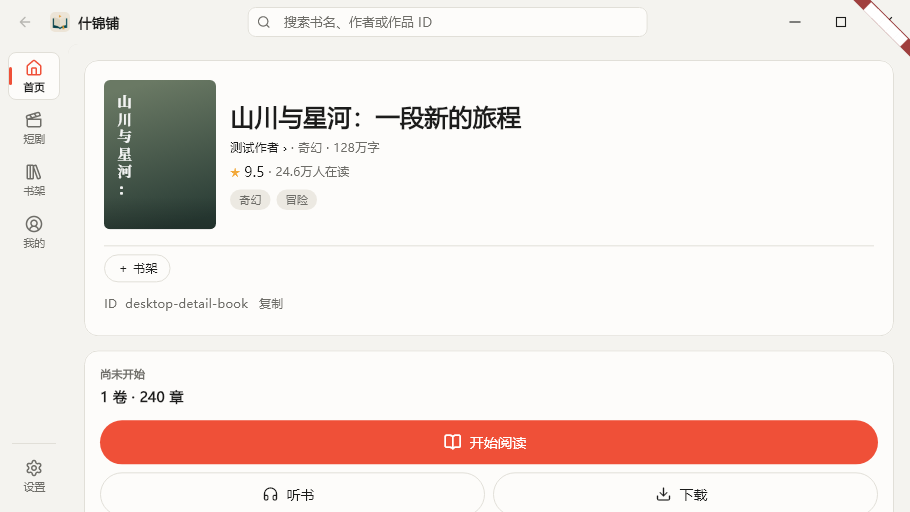 什锦铺
搜索书名、作者或作品 ID
首页
短剧
书架
我的
设置
山川与星河：
山川与星河：一段新的旅程
测试作者 › · 奇幻 · 128万字
★ 9.5 · 24.6万人在读
奇幻 冒险
+ 书架
ID desktop-detail-book 复制
尚未开始
1 卷 · 240 章
开始阅读
听书 下载